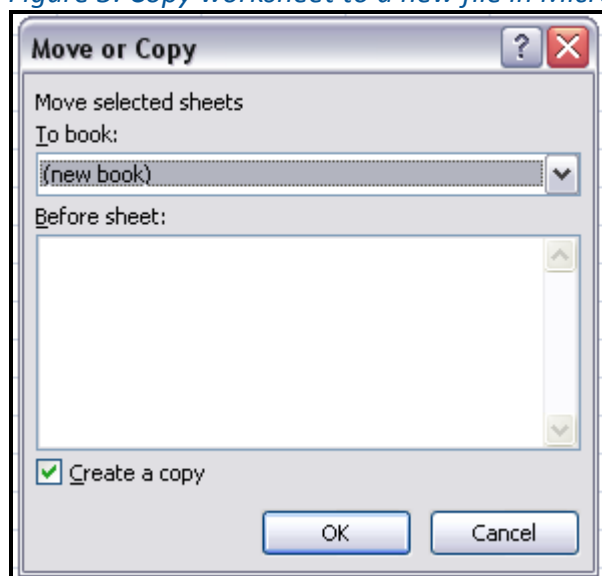 Move or Copy
Move selected sheets
To book:
(new book)
Before sheet:
Create a copy
OK Cancel